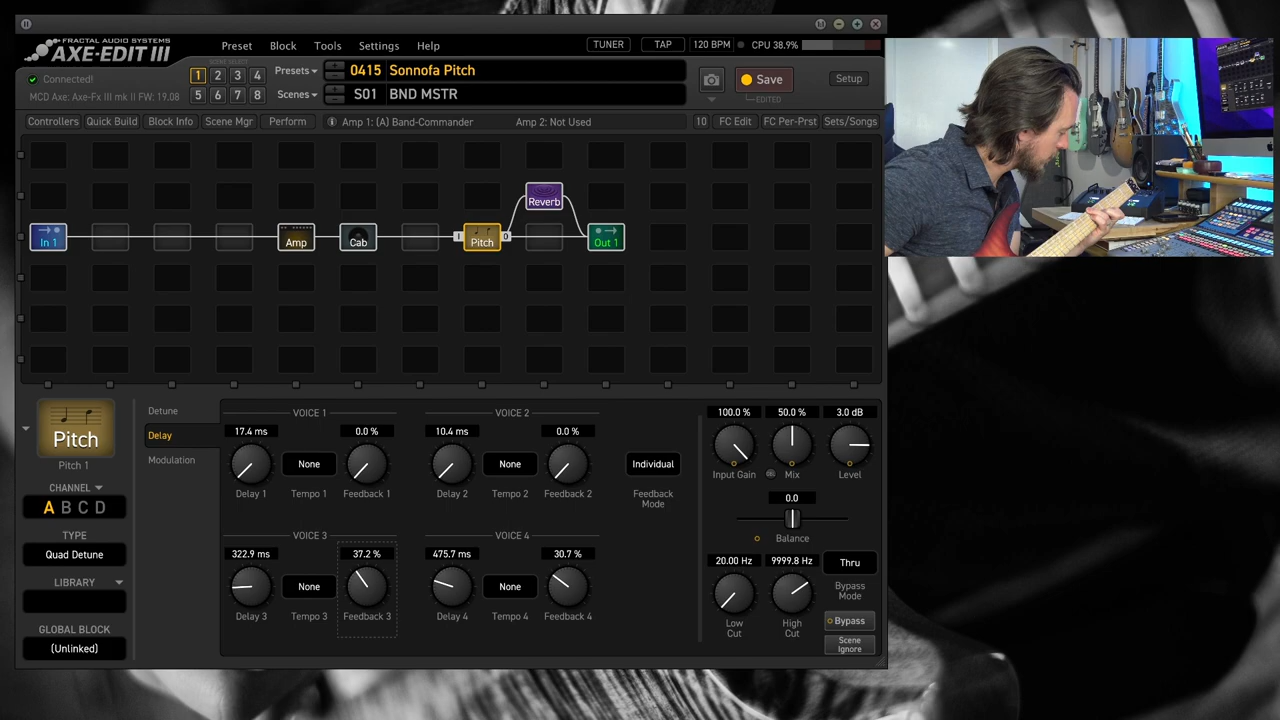 FRACTAL AUDIO SYSTEMS
AXE-EDIT III
Preset Block Tools Settings Help
TUNER TAP 120 BPM CPU 38.9%
Connected!
MCD Axe: Axe-Fx III mk II FW: 19.08
SCENE SELECT
1 2 3 4
5 6 7 8
Presets 0415 Sonnofa Pitch
Scenes S01 BND MSTR
Save
EDITED
Setup
Controllers Quick Build Block Info Scene Mgr Perform Amp 1: (A) Band-Commander Amp 2: Not Used 10 FC Edit FC Per-Prst Sets/Songs
Reverb
In 1 Amp Cab I Pitch O Out 1
Pitch
Pitch 1
CHANNEL
A B C D
TYPE
Quad Detune
LIBRARY
GLOBAL BLOCK
(Unlinked)
Detune
Delay
Modulation
VOICE 1 VOICE 2
17.4 ms 0.0 % 10.4 ms 0.0 %
None None Individual
Delay 1 Tempo 1 Feedback 1 Delay 2 Tempo 2 Feedback 2 Feedback Mode
VOICE 3 VOICE 4
322.9 ms 37.2 % 475.7 ms 30.7 %
None None
Delay 3 Tempo 3 Feedback 3 Delay 4 Tempo 4 Feedback 4
100.0 % 50.0 % 3.0 dB
Input Gain Mix Level
0.0
Balance
20.00 Hz 9999.8 Hz Thru
Low Cut High Cut Bypass Mode
Bypass
Scene Ignore